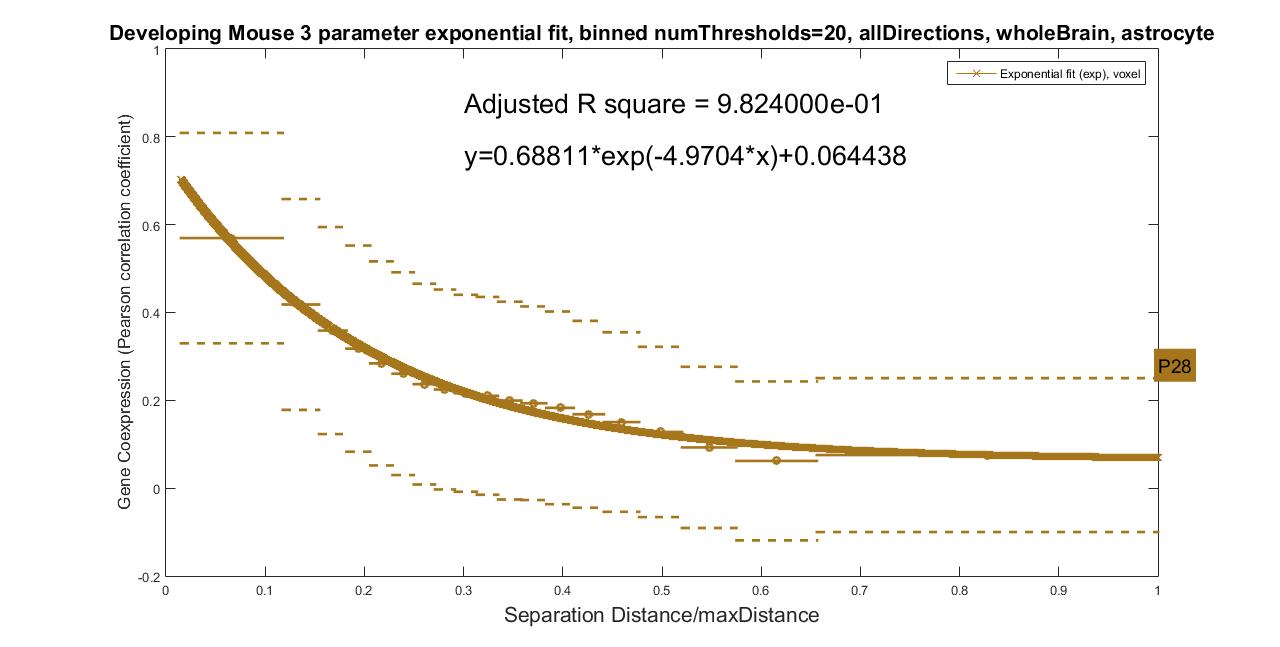 Developing Mouse 3 parameter exponential fit, binned numThresholds=20, allDirections, wholeBrain, astrocyte
Exponential fit (exp), voxel
Adjusted R square = 9.824000e-01
y=0.68811*exp(-4.9704*x)+0.064438
Gene Coexpression (Pearson correlation coefficient)
1
0.8
0.6
0.4
0.2
0
-0.2
P28
0 0.1 0.2 0.3 0.4 0.5 0.6 0.7 0.8 0.9 1
Separation Distance/maxDistance